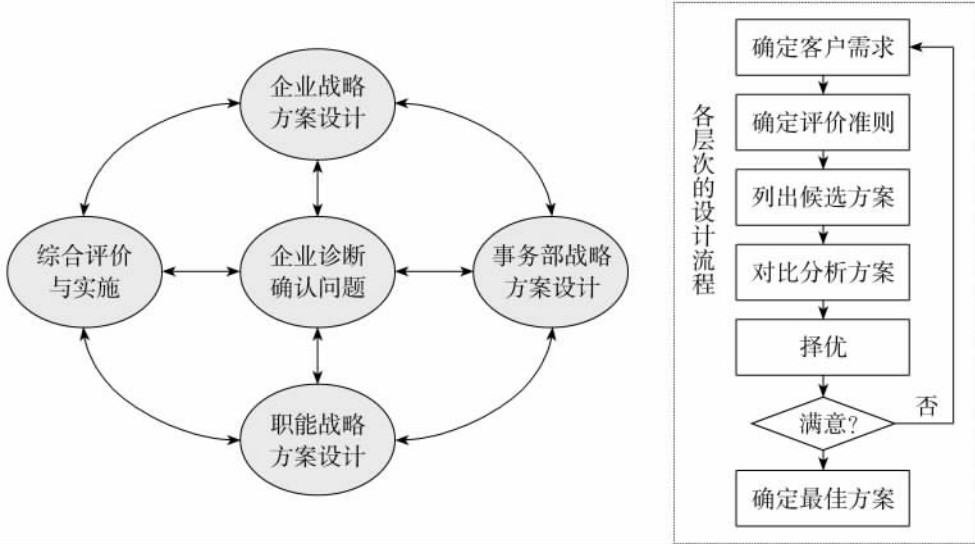 企业战略
方案设计
综合评价
与实施
企业诊断
确认问题
事务部战略
方案设计
职能战略
方案设计
各层次的设计流程
确定客户需求
确定评价准则
列出候选方案
对比分析方案
择优
满意?
否
确定最佳方案